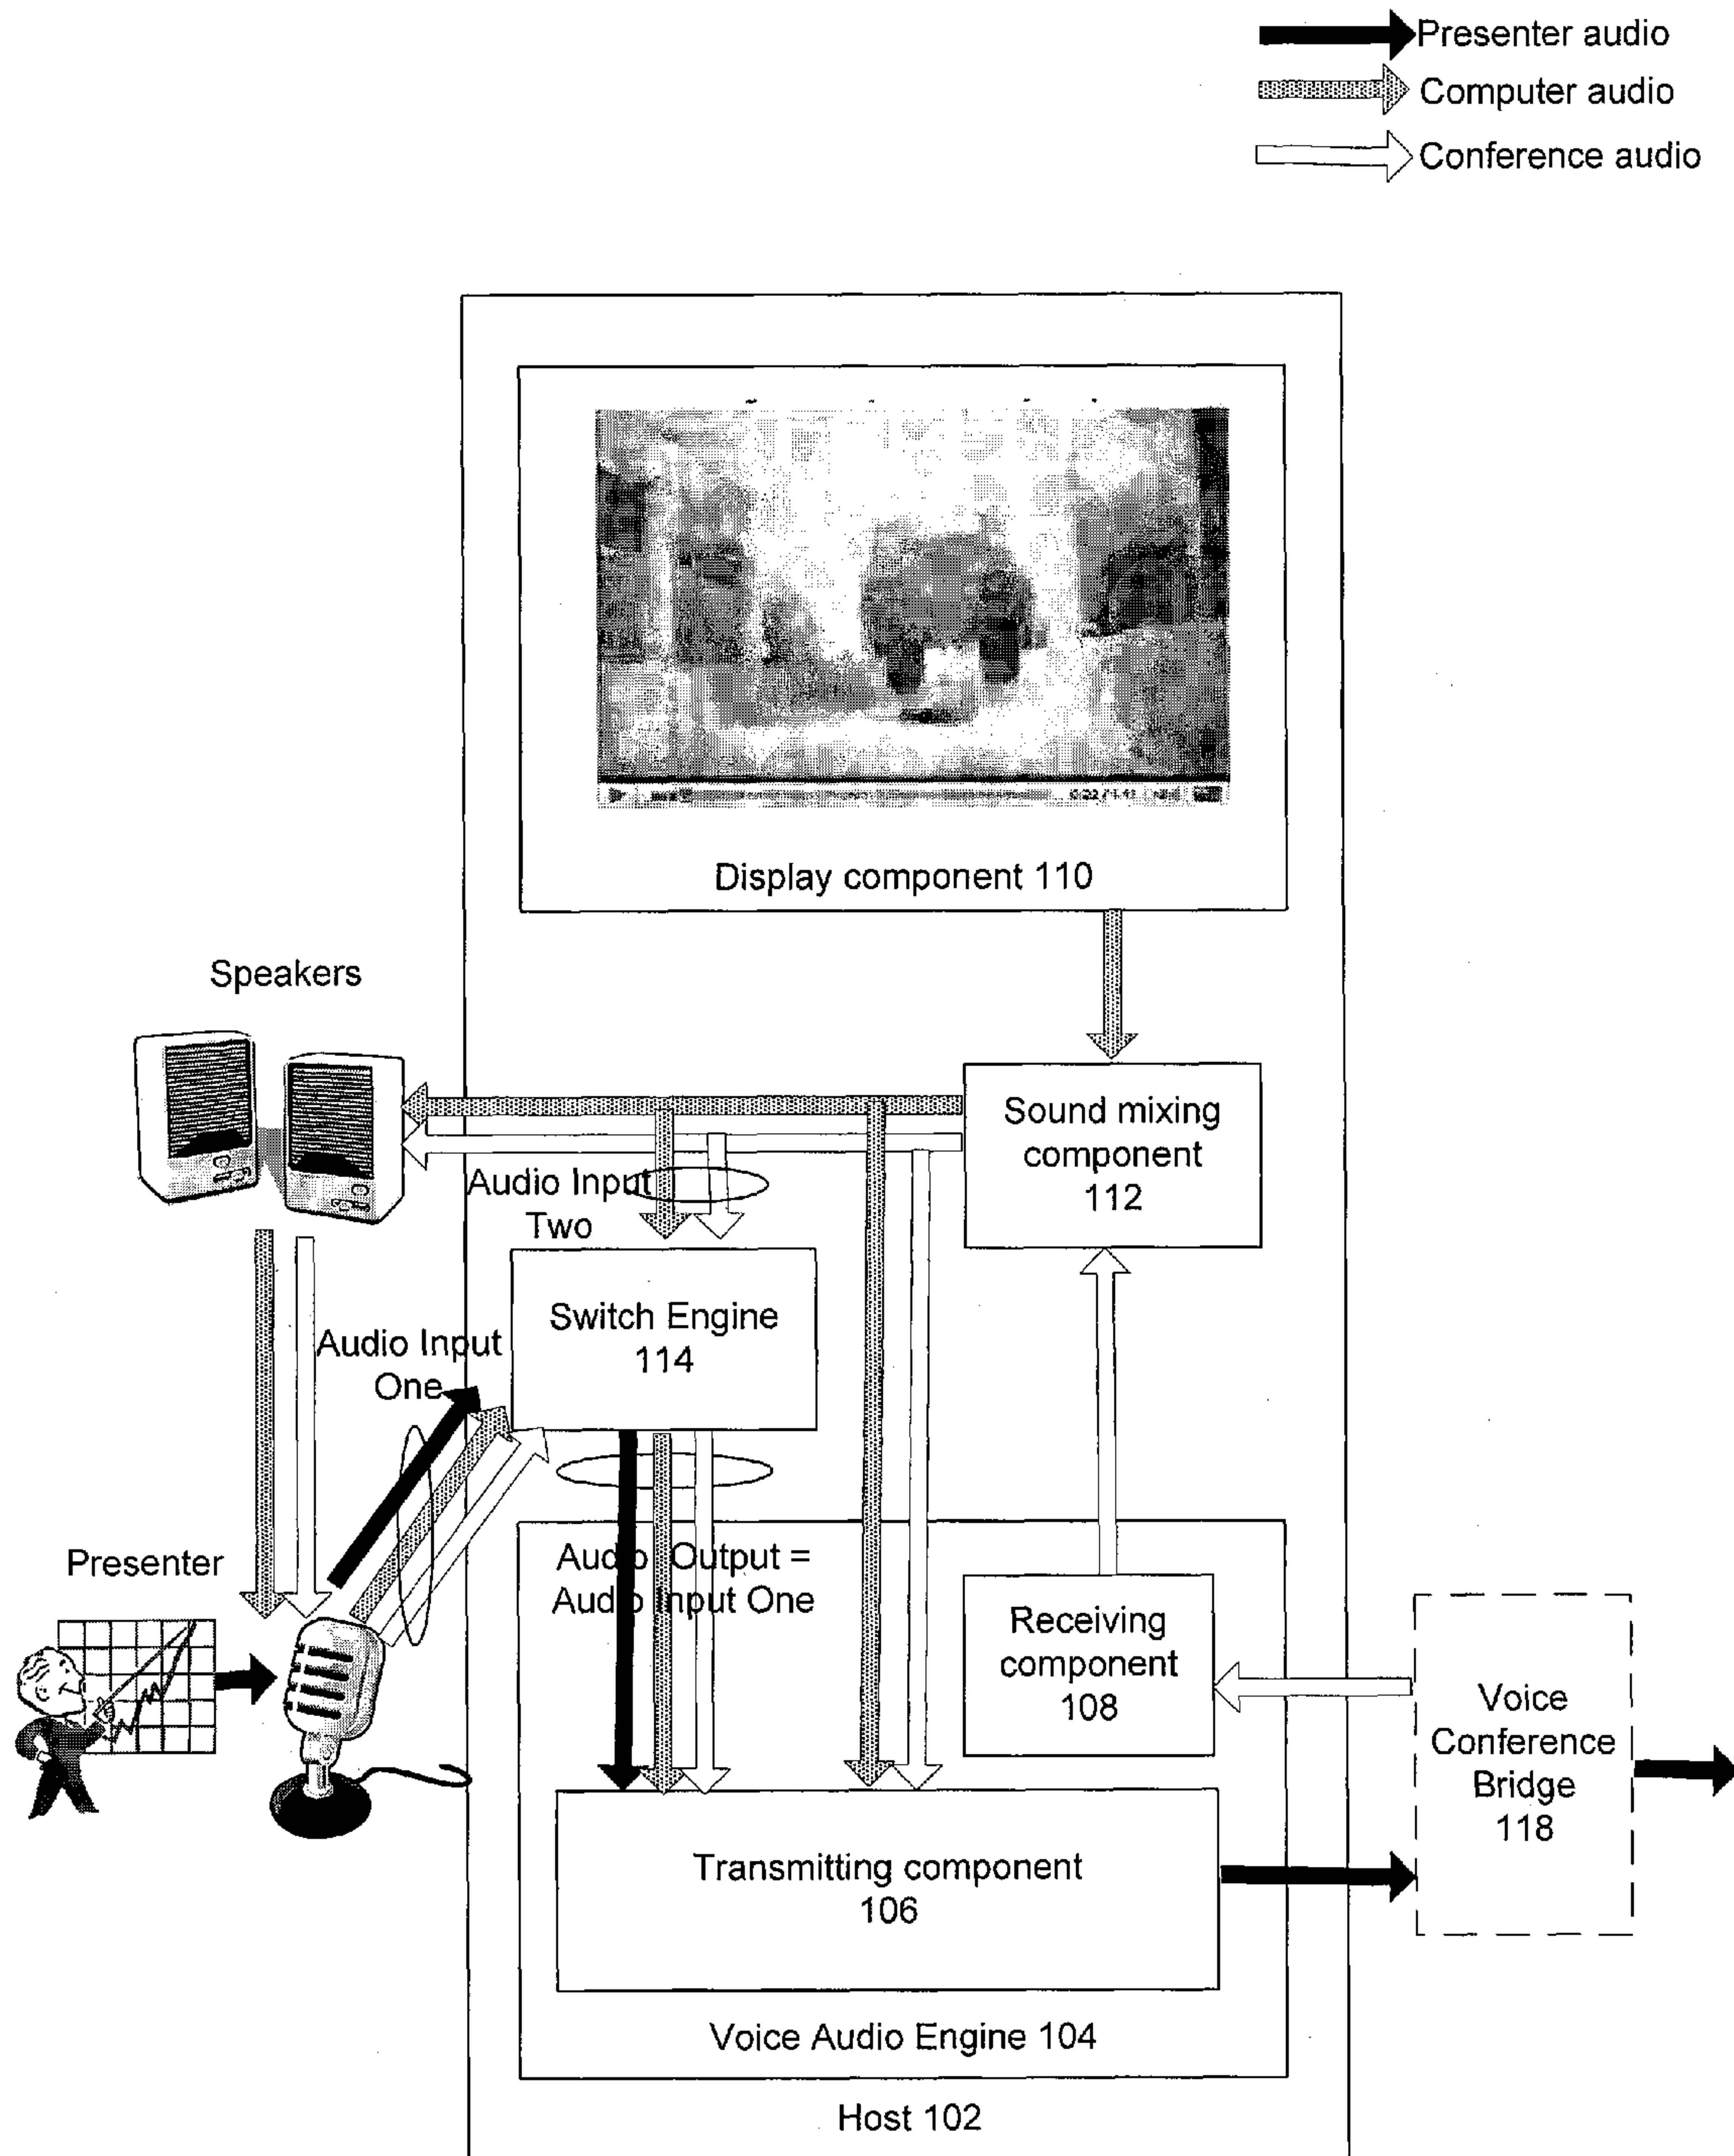 Presenter audio
Computer audio
Conference audio
Display component 110
Speakers
Sound mixing
component
112
Audio Input
Two
Switch Engine
114
Audio Input
One
Presenter
Audio Output =
Audio Input One
Receiving
component
108
Voice
Conference
Bridge
118
Transmitting component
106
Voice Audio Engine 104
Host 102